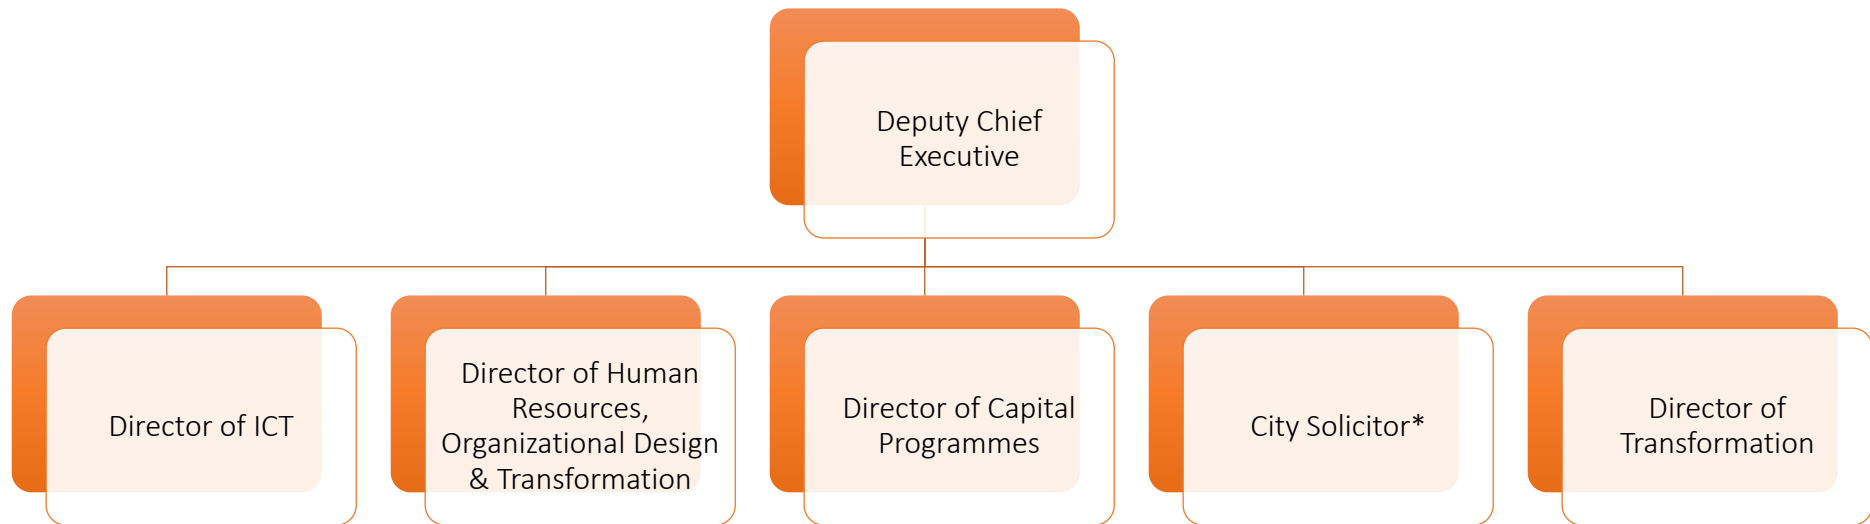 Deputy Chief
Executive
Director of ICT
Director of Human
Resources,
Organizational Design
& Transformation
Director of Capital
Programmes
City Solicitor*
Director of
Transformation